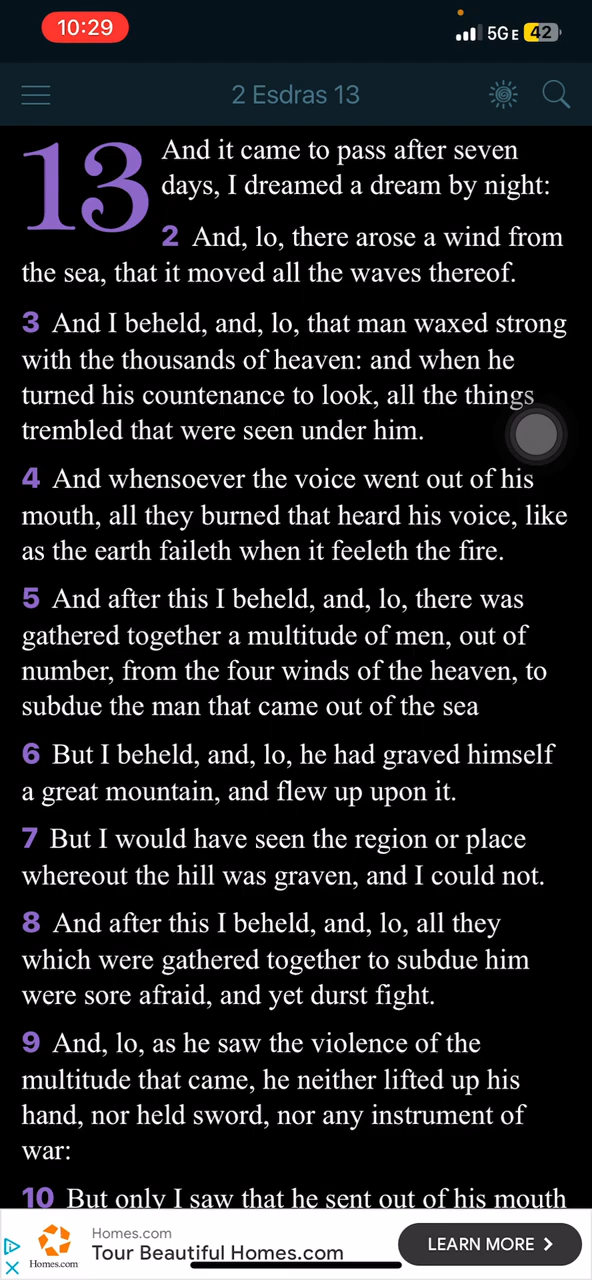 10:29
5G E 42
2 Esdras 13
13 And it came to pass after seven
days, I dreamed a dream by night:
2 And, lo, there arose a wind from
the sea, that it moved all the waves thereof.
3 And I beheld, and, lo, that man waxed strong
with the thousands of heaven: and when he
turned his countenance to look, all the things
trembled that were seen under him.
4 And whensoever the voice went out of his
mouth, all they burned that heard his voice, like
as the earth faileth when it feeleth the fire.
5 And after this I beheld, and, lo, there was
gathered together a multitude of men, out of
number, from the four winds of the heaven, to
subdue the man that came out of the sea
6 But I beheld, and, lo, he had graved himself
a great mountain, and flew up upon it.
7 But I would have seen the region or place
whereout the hill was graven, and I could not.
8 And after this I beheld, and, lo, all they
which were gathered together to subdue him
were sore afraid, and yet durst fight.
9 And, lo, as he saw the violence of the
multitude that came, he neither lifted up his
hand, nor held sword, nor any instrument of
war:
10 But only I saw that he sent out of his mouth
Homes.com
Tour Beautiful Homes.com
LEARN MORE
Homes.com